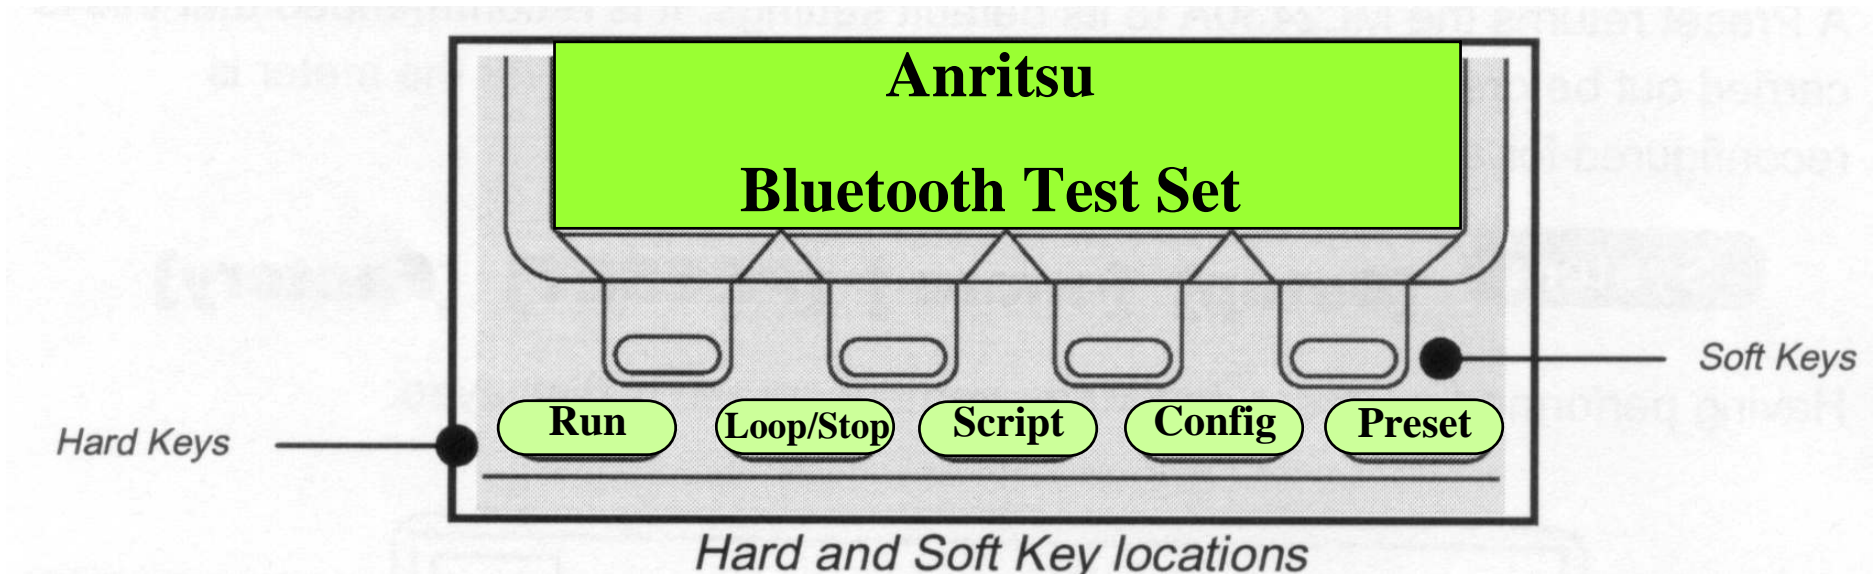 Anritsu
Bluetooth Test Set
Soft Keys
Run Loop/Stop Script Config Preset
Hard Keys
Hard and Soft Key locations